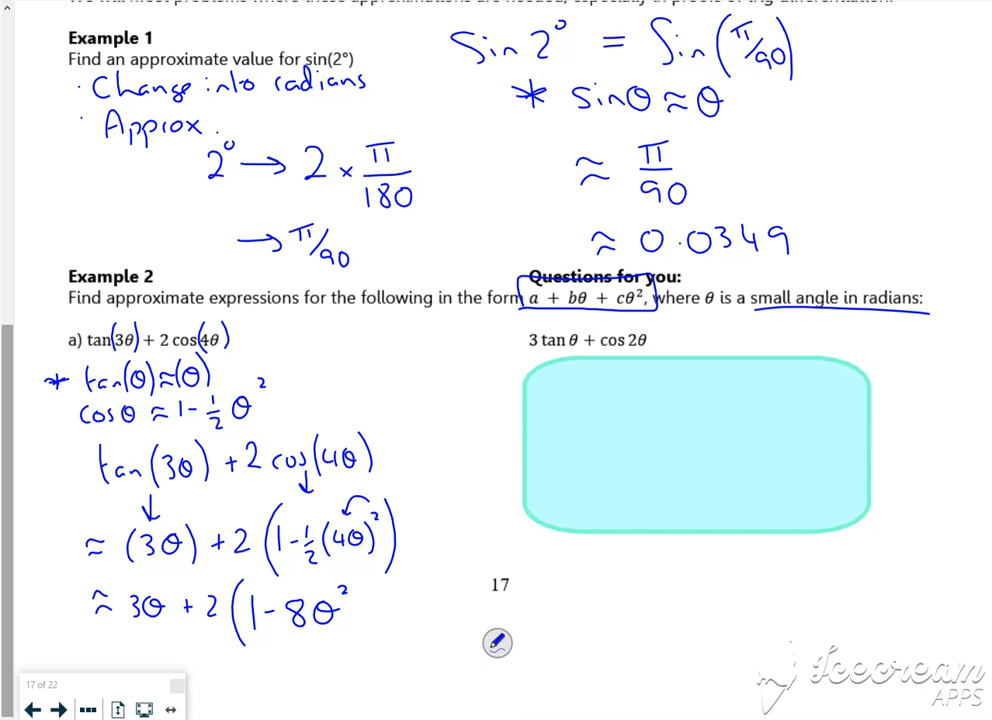 Example 1
Find an approximate value for sin(2°)
· Change into radians
· Approx.
2° → 2 × π/180
→ π/90
sin 2° = sin(π/90)
* sinθ ≈ θ
≈ π/90
≈ 0.0349
Example 2
Find approximate expressions for the following in the form a + bθ + cθ², where θ is a small angle in radians:
Questions for you:
a) tan(3θ) + 2 cos(4θ)
* tan(θ) ≈ (θ)
cosθ ≈ 1 - 1/2 θ²
tan(3θ) + 2 cos(4θ)
↓ ↓
≈ (3θ) + 2(1 - 1/2 (4θ)²)
≈ 3θ + 2(1 - 8θ²
3 tan θ + cos 2θ
17
17 of 22
Icecream
APPS